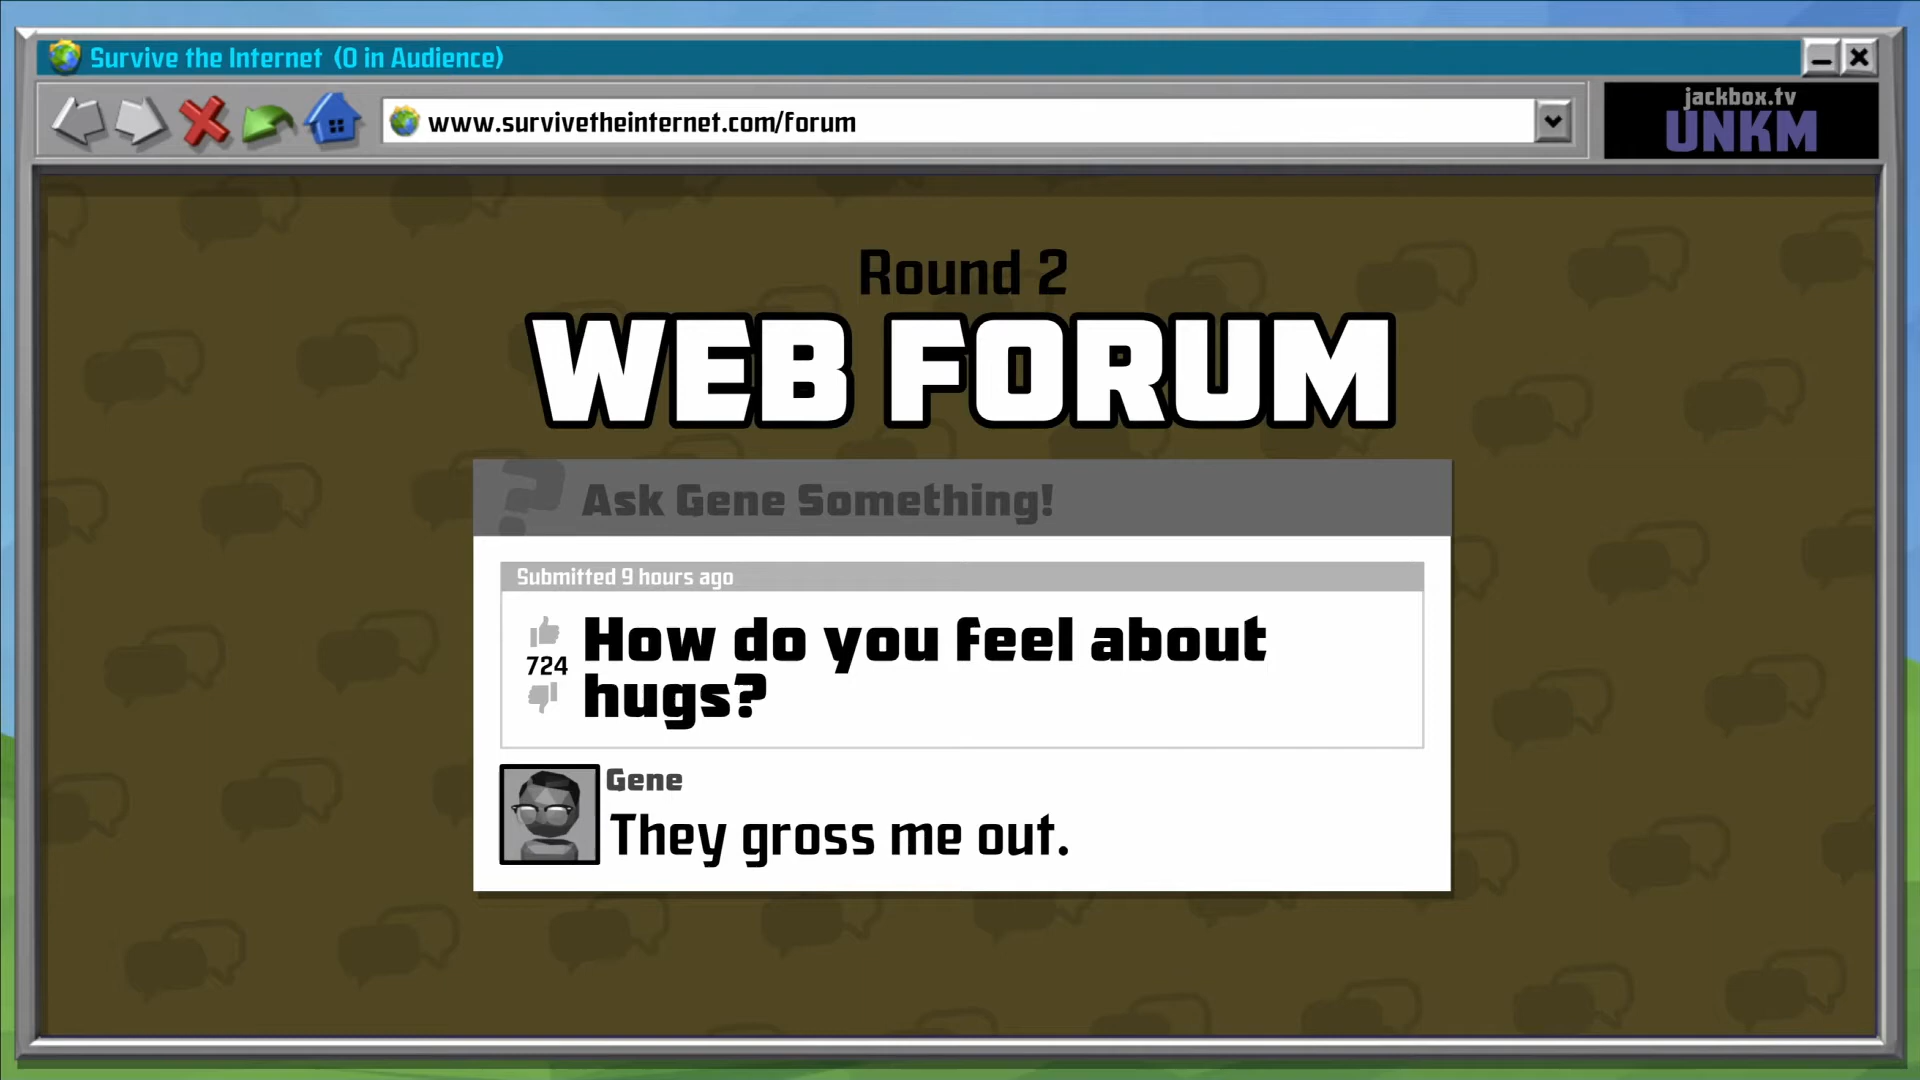 Survive the Internet (0 in Audience)
www.survivetheinternet.com/forum
jackbox.tv
UNKM
Round 2
WEB FORUM
Ask Gene Something!
Submitted 9 hours ago
How do you feel about
hugs?
724
Gene
They gross me out.